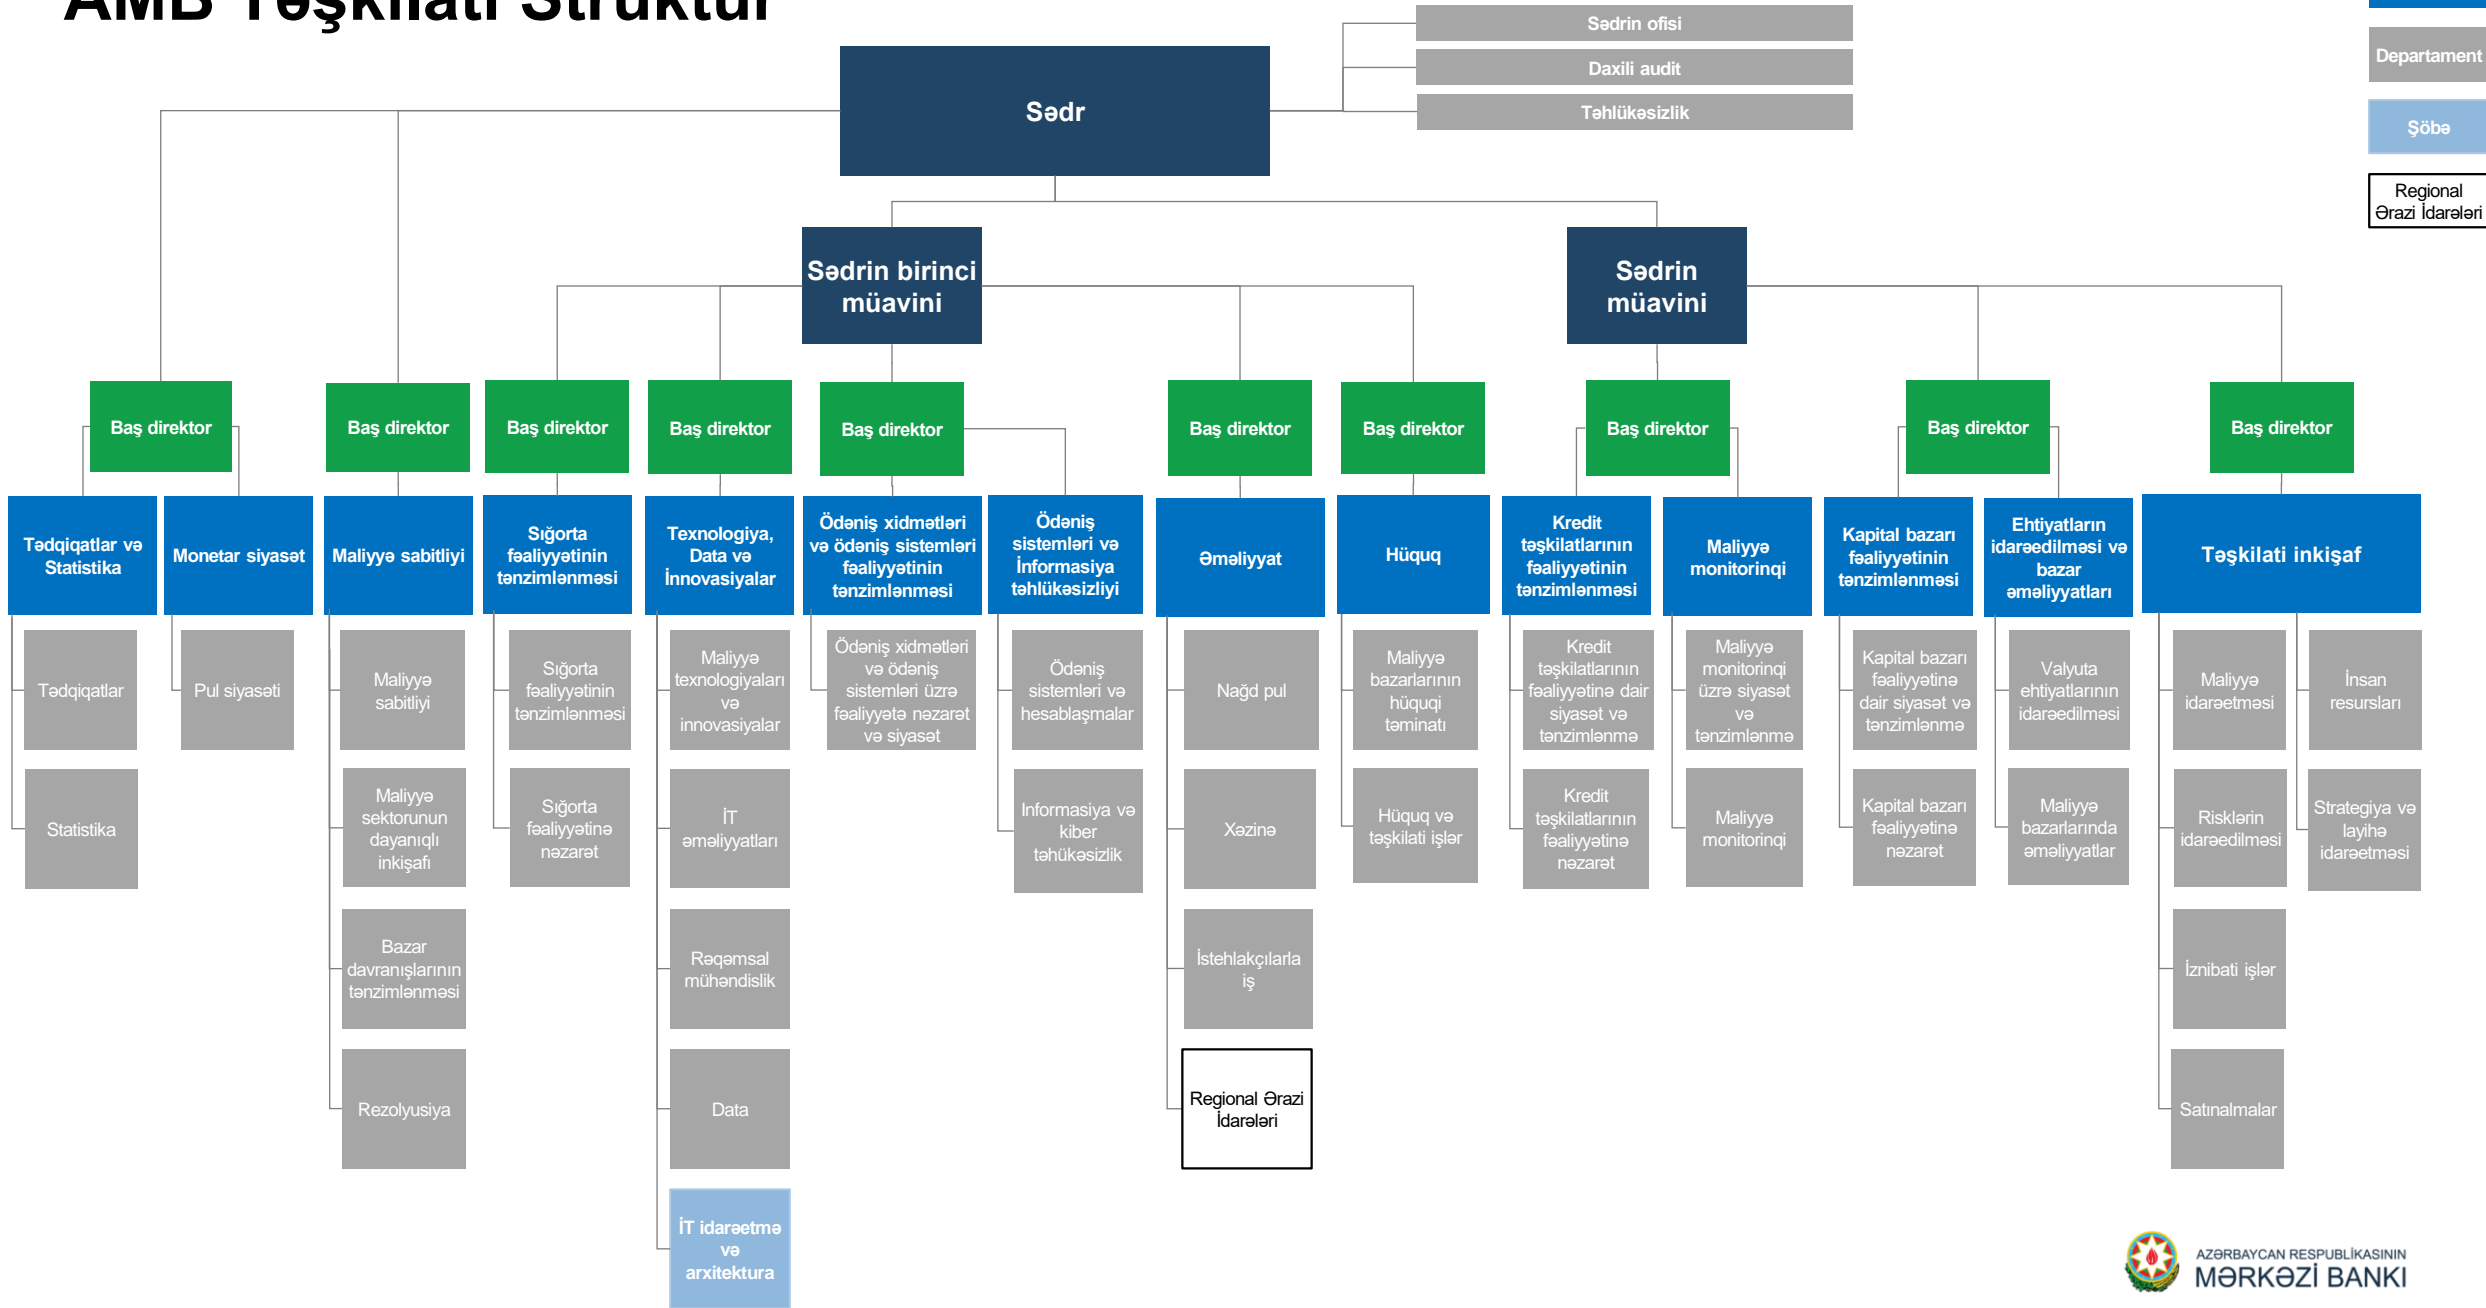 AMB Təşkilati Struktur
Sədrin ofisi
Daxili audit
Təhlükəsizlik
Departament
Şöbə
Regional
Ərazi İdarələri
Sədr
Sədrin birinci
müavini
Sədrin
müavini
Baş direktor
Baş direktor
Baş direktor
Baş direktor
Baş direktor
Baş direktor
Baş direktor
Baş direktor
Baş direktor
Baş direktor
Tədqiqatlar və
Statistika
Monetar siyasət
Maliyyə sabitliyi
Sığorta
fəaliyyətinin
tənzimlənməsi
Texnologiya,
Data və
İnnovasiyalar
Ödəniş xidmətləri
və ödəniş sistemləri
fəaliyyətinin
tənzimlənməsi
Ödəniş
sistemləri və
İnformasiya
təhlükəsizliyi
Əməliyyat
Hüquq
Kredit
təşkilatlarının
fəaliyyətinin
tənzimlənməsi
Maliyyə
monitorinqi
Kapital bazarı
fəaliyyətinin
tənzimlənməsi
Ehtiyatların
idarəedilməsi və
bazar
əməliyyatları
Təşkilati inkişaf
Tədqiqatlar
Pul siyasəti
Maliyyə
sabitliyi
Sığorta
fəaliyyətinin
tənzimlənməsi
Maliyyə
texnologiyaları
və
innovasiyalar
Ödəniş xidmətləri
və ödəniş
sistemləri üzrə
fəaliyyətə nəzarət
və siyasət
Ödəniş
sistemləri və
hesablaşmalar
Nağd pul
Maliyyə
bazarlarının
hüquqi
təminatı
Kredit
təşkilatlarının
fəaliyyətinə dair
siyasət və
tənzimlənmə
Maliyyə
monitorinqi
üzrə siyasət
və
tənzimlənmə
Kapital bazarı
fəaliyyətinə
dair siyasət və
tənzimlənmə
Valyuta
ehtiyatlarının
idarəedilməsi
Maliyyə
idarəetməsi
İnsan
resursları
Statistika
Maliyyə
sektorunun
dayanıqlı
inkişafı
Sığorta
fəaliyyətinə
nəzarət
İT
əməliyyatları
Informasiya və
kiber
təhükəsizlik
Xəzinə
Hüquq və
təşkilati işlər
Kredit
təşkilatlarının
fəaliyyətinə
nəzarət
Maliyyə
monitorinqi
Kapital bazarı
fəaliyyətinə
nəzarət
Maliyyə
bazarlarında
əməliyyatlar
Risklərin
idarəedilməsi
Strategiya və
layihə
idarəetməsi
Bazar
davranışlarının
tənzimlənməsi
Rəqəmsal
mühəndislik
İstehlakçılarla
iş
İznibati işlər
Rezolyusiya
Data
Regional Ərazi
İdarələri
Satınalmalar
İT idarəetmə
və
arxitektura
AZƏRBAYCAN RESPUBLİKASININ
MƏRKƏZİ BANKI